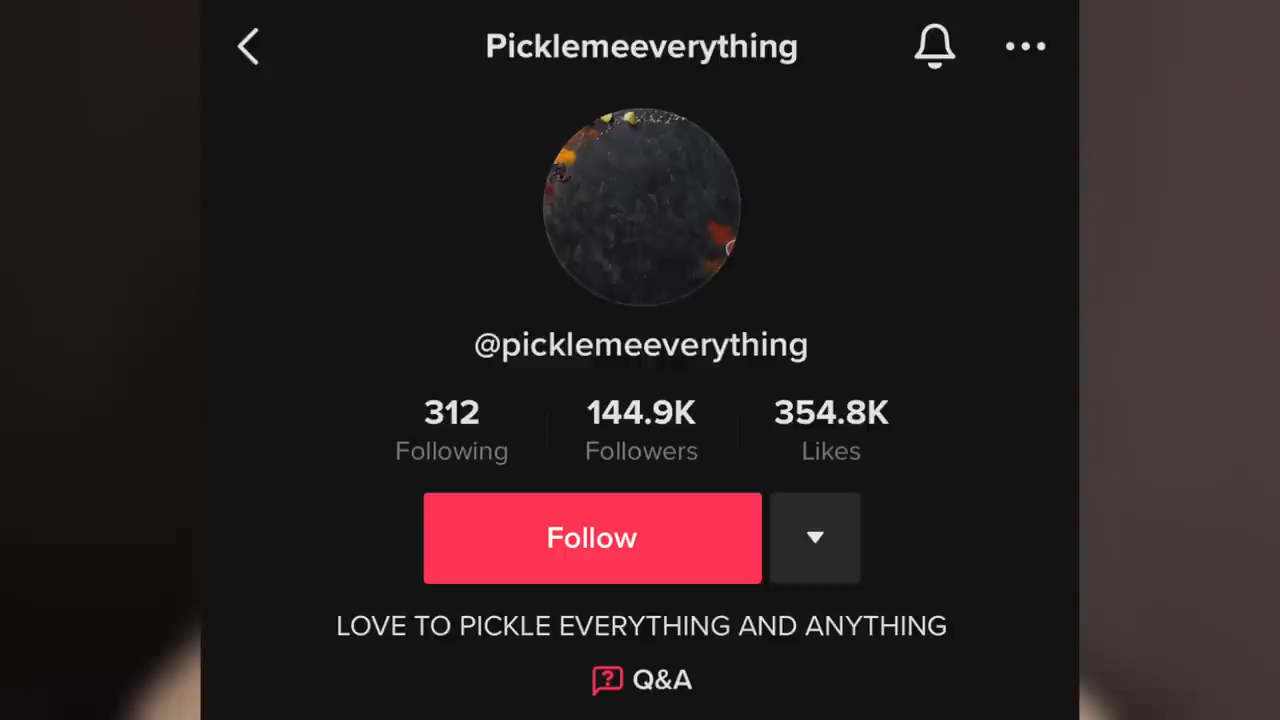 Picklemeeverything
@picklemeeverything
312 144.9K 354.8K
Following Followers Likes
Follow
LOVE TO PICKLE EVERYTHING AND ANYTHING
Q&A